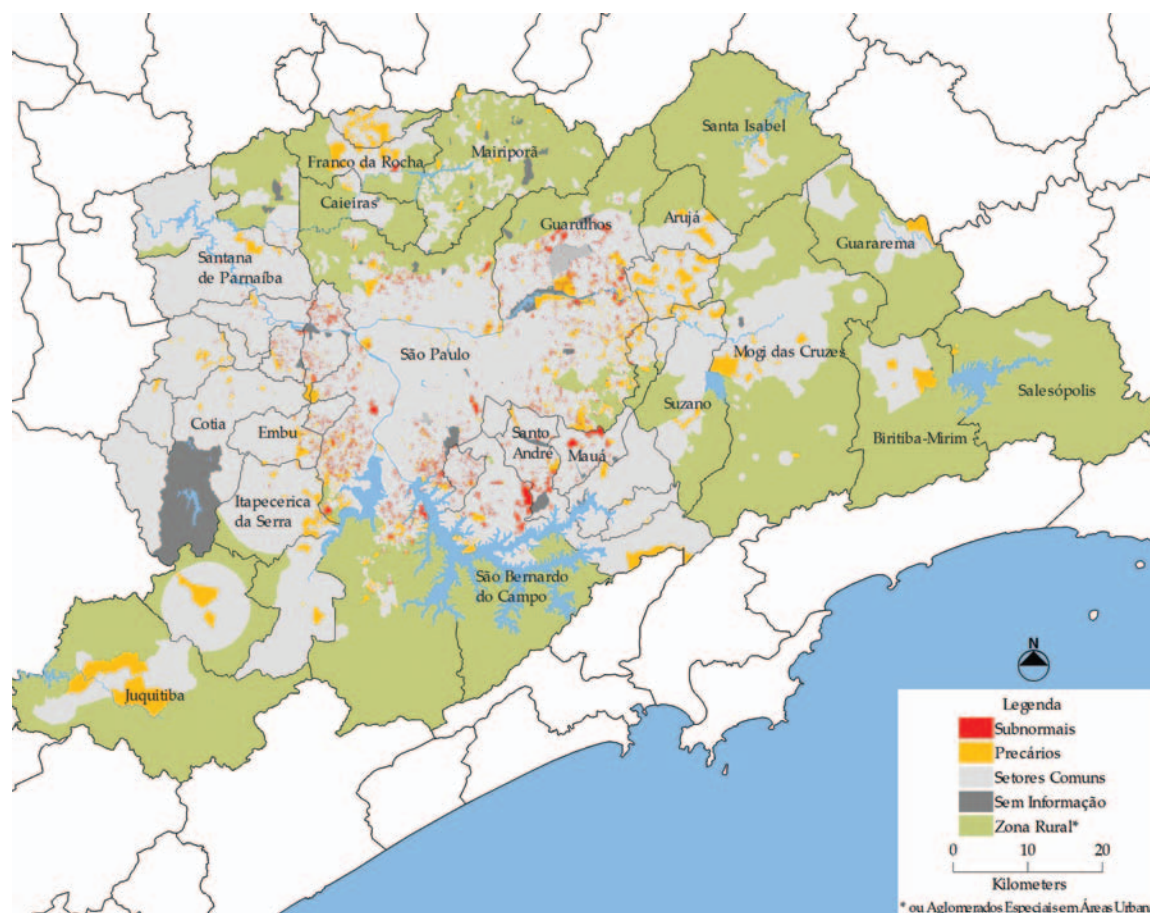 Santa Isabel
Mairiporã
Franco da Rocha
Caieiras
Guarulhos
Arujá
Guararema
Santana
de Parnaíba
São Paulo
Mogi das Cruzes
Salesópolis
Suzano
Cotia
Embu
Santo
André
Mauá
Biritiba-Mirim
Itapecerica
da Serra
São Bernardo
do Campo
Juquitiba
N
Legenda
Subnormais
Precários
Setores Comuns
Sem Informação
Zona Rural*
0 10 20
Kilometers
* ou Aglomerados Especiais em Áreas Urban